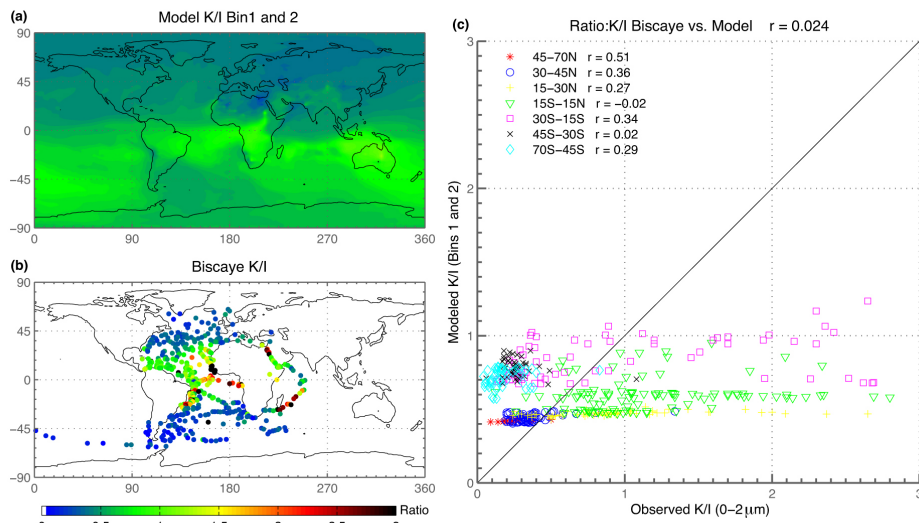 (a) Model K/I Bin1 and 2
90
45
0
−45
−90
0 90 180 270 360
(b) Biscaye K/I
90
45
0
−45
−90
0 90 180 270 360
Ratio
(c) Ratio:K/I Biscaye vs. Model r = 0.024
45−70N r = 0.51
30−45N r = 0.36
15−30N r = 0.27
15S−15N r = −0.02
30S−15S r = 0.34
45S−30S r = 0.02
70S−45S r = 0.29
Modeled K/I (Bins 1 and 2)
3
2
1
0
0 1 2 3
Observed K/I (0−2µm)